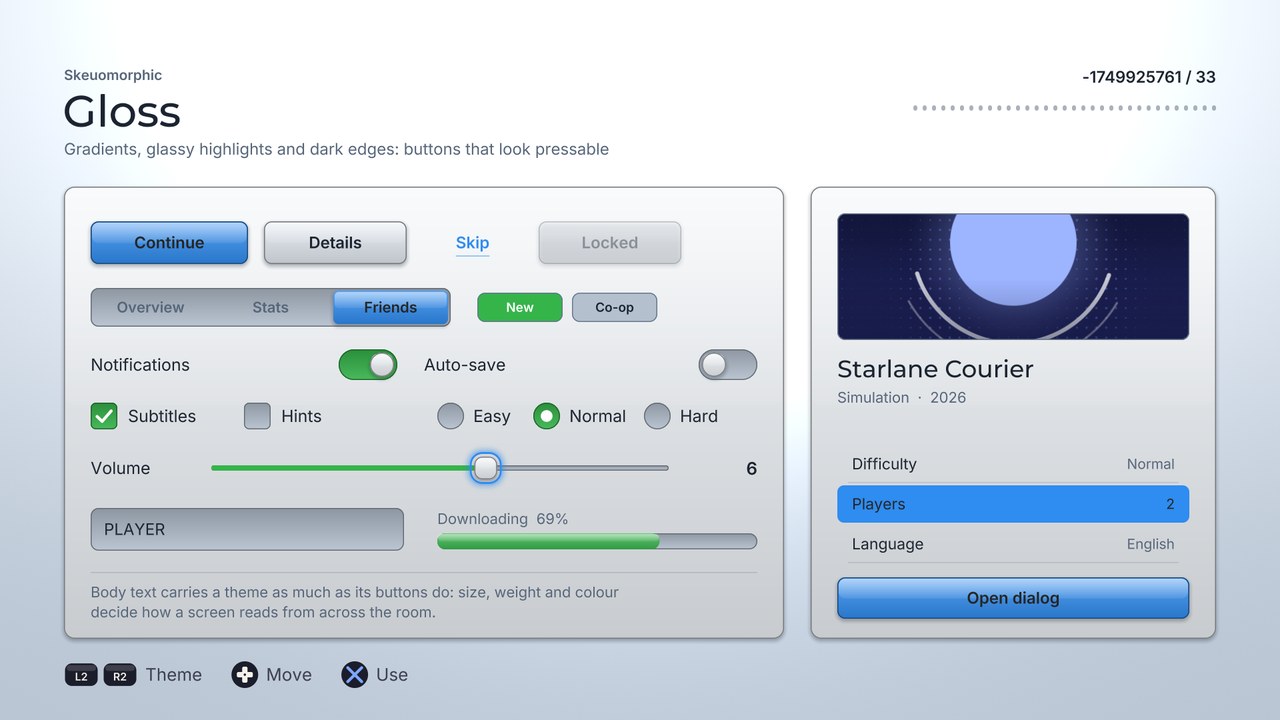 Skeuomorphic
Gloss
Gradients, glassy highlights and dark edges: buttons that look pressable
-1749925761 / 33
Continue
Details
Skip
Locked
Overview
Stats
Friends
New
Co-op
Notifications
Auto-save
Subtitles
Hints
Easy
Normal
Hard
Volume
6
PLAYER
Downloading 69%
Body text carries a theme as much as its buttons do: size, weight and colour
decide how a screen reads from across the room.
Starlane Courier
Simulation · 2026
Difficulty
Normal
Players
2
Language
English
Open dialog
L2
R2
Theme
Move
Use